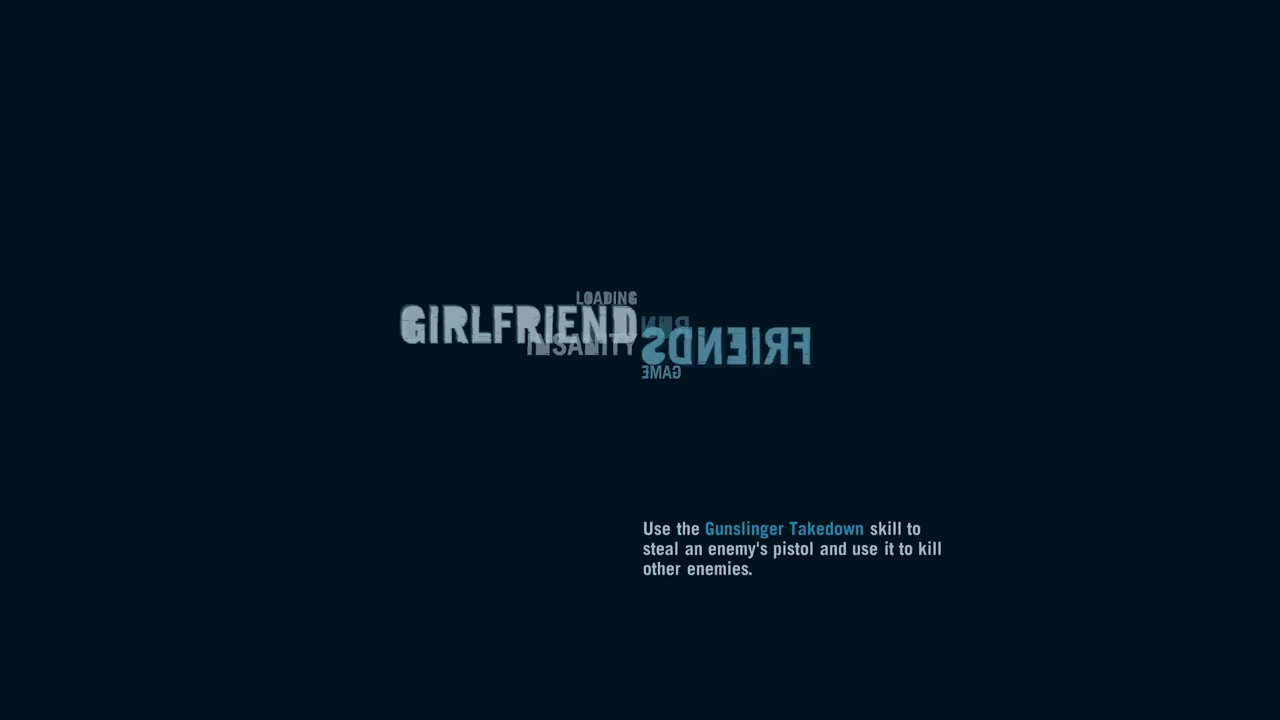 LOADING
GIRLFRIEND
RUN
INSANITY
FRIENDS
GAME
Use the Gunslinger Takedown skill to
steal an enemy's pistol and use it to kill
other enemies.